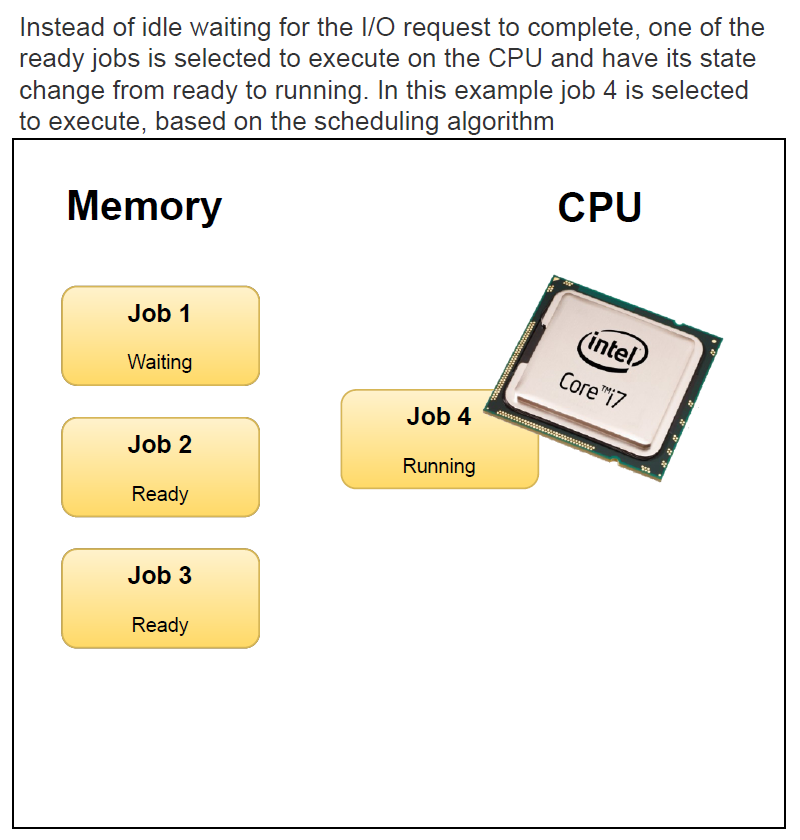 Instead of idle waiting for the I/O request to complete, one of the
ready jobs is selected to execute on the CPU and have its state
change from ready to running. In this example job 4 is selected
to execute, based on the scheduling algorithm
Memory
CPU
Job 1
Waiting
intel
Core™i7
Job 4
Running
Job 2
Ready
Job 3
Ready